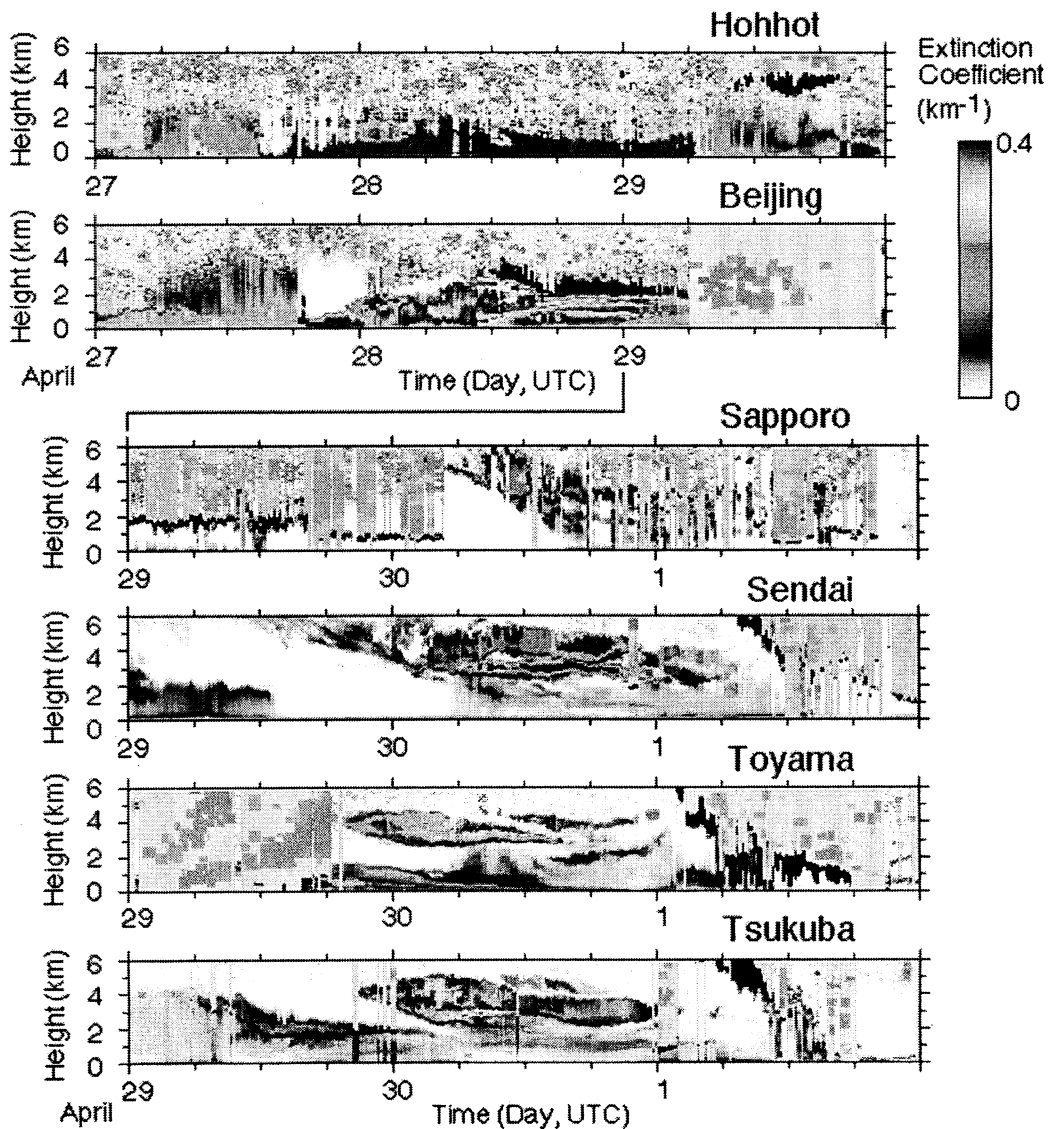 Hohhot
Height (km)
6
4
2
0
27
28
29
Extinction
Coefficient
(km-1)
0.4
0
Beijing
Height (km)
6
4
2
0
27
28
29
April
Time (Day, UTC)
Sapporo
Height (km)
6
4
2
0
29
30
1
Sendai
Height (km)
6
4
2
0
29
30
1
Toyama
Height (km)
6
4
2
0
29
30
1
Tsukuba
Height (km)
6
4
2
0
29
30
1
April
Time (Day, UTC)